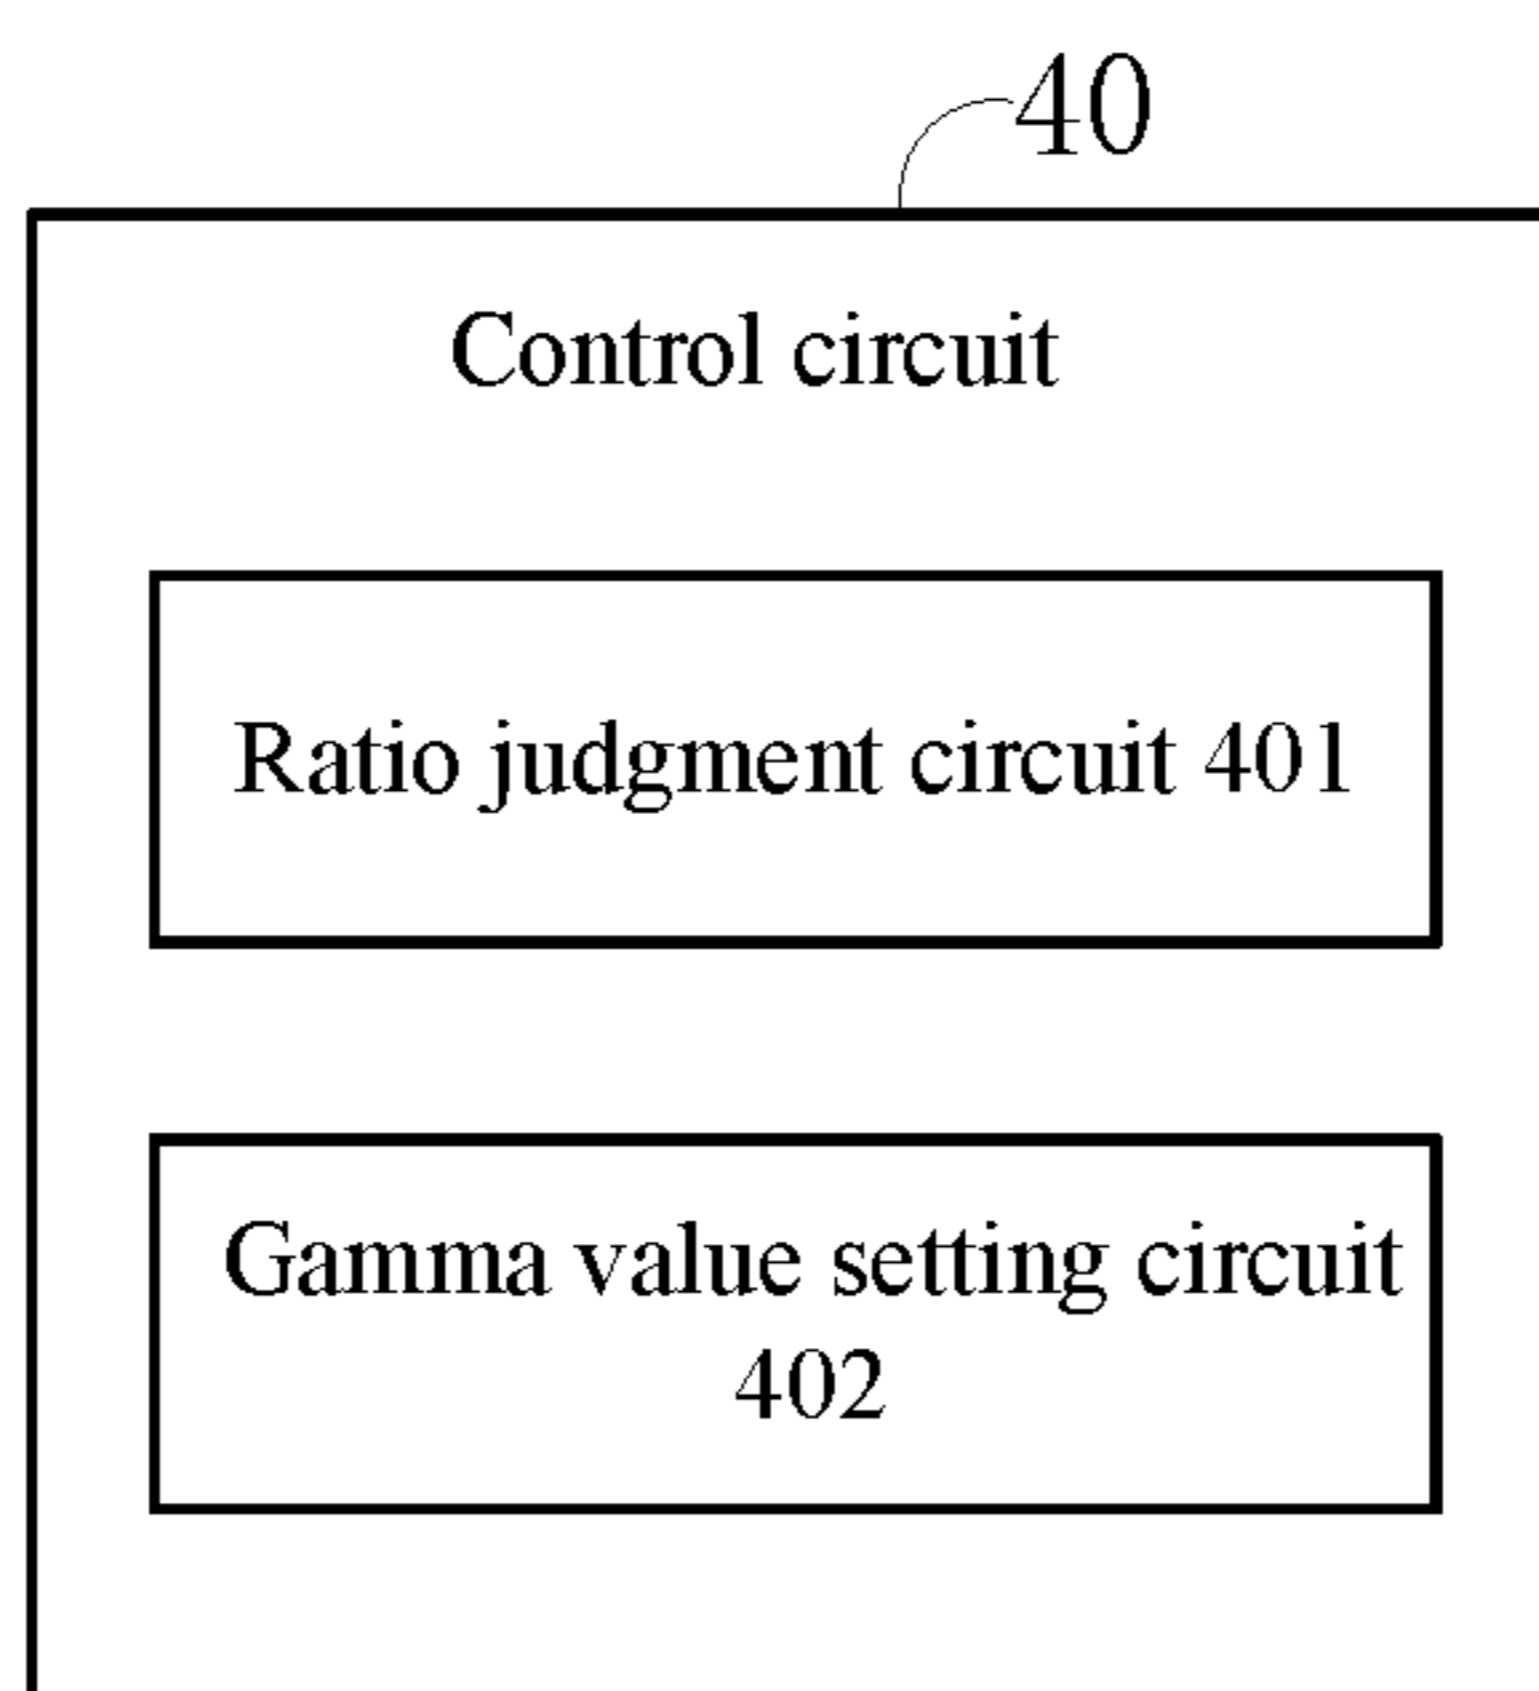 40
Control circuit
Ratio judgment circuit 401
Gamma value setting circuit
402